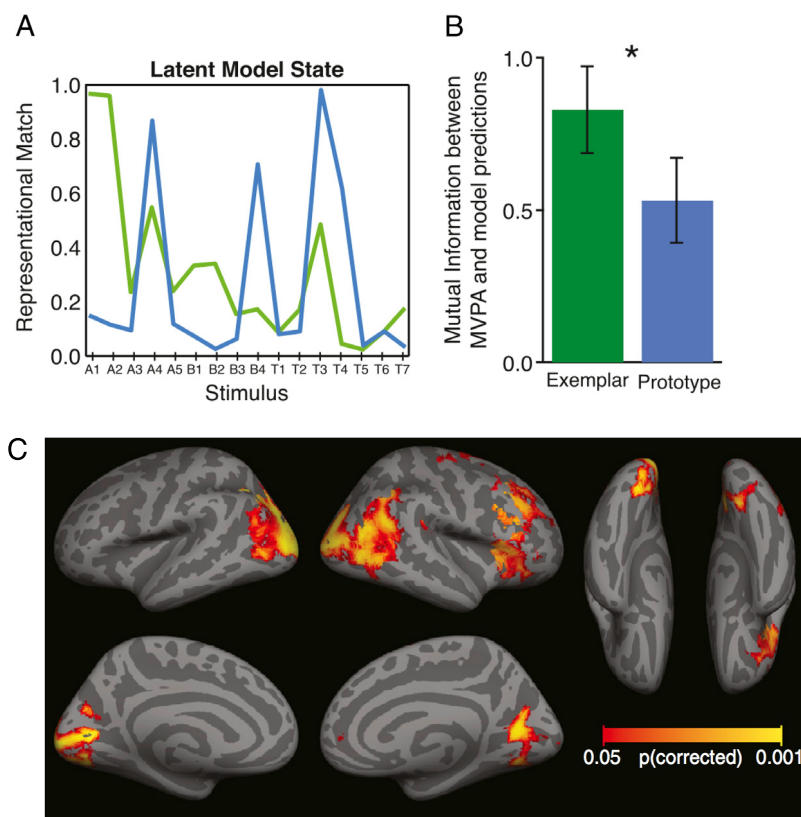 A
Latent Model State
Representational Match
1.0
0.8
0.6
0.4
0.2
0.0
A1 A2 A3 A4 A5 B1 B2 B3 B4 T1 T2 T3 T4 T5 T6 T7
Stimulus
B
*
Mutual Information between
MVPA and model predictions
1.0
0.5
0.0
Exemplar Prototype
C
0.05 p(corrected) 0.001